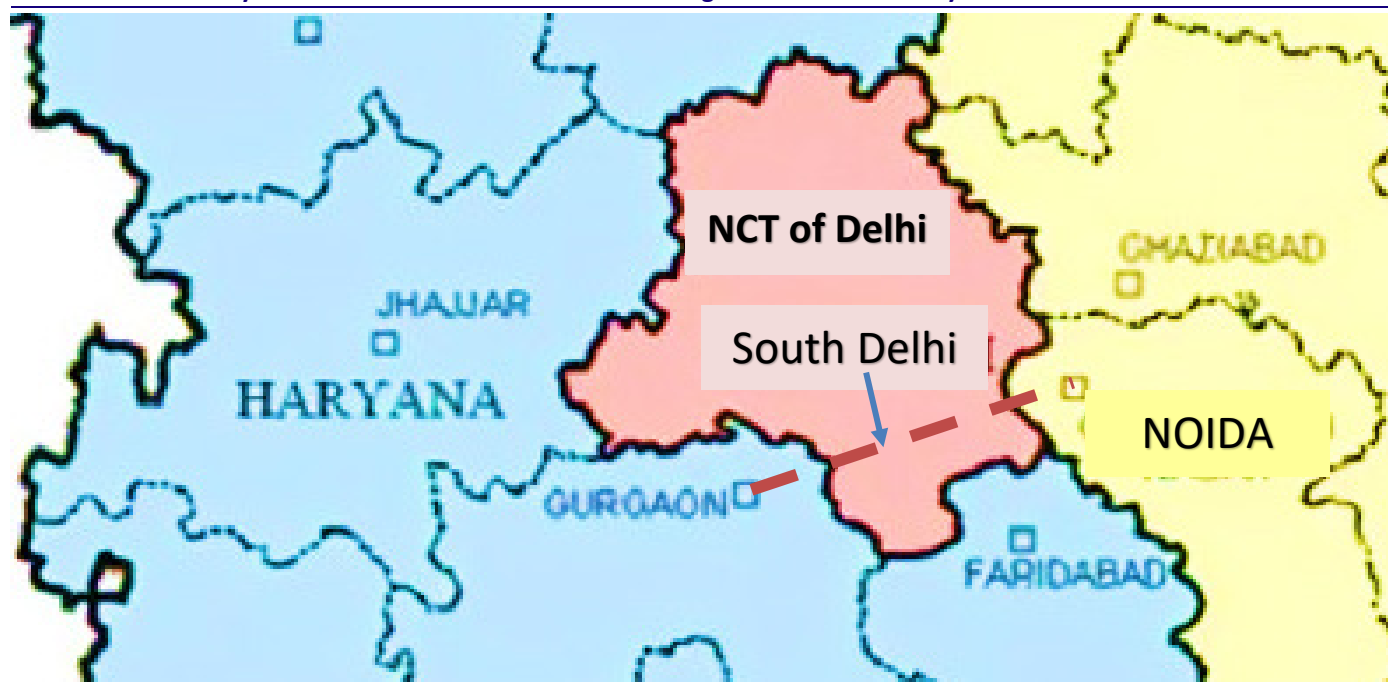 NCT of Delhi
GHAZIABAD
JHAJJAR
South Delhi
HARYANA
NOIDA
GURGAON
FARIDABAD